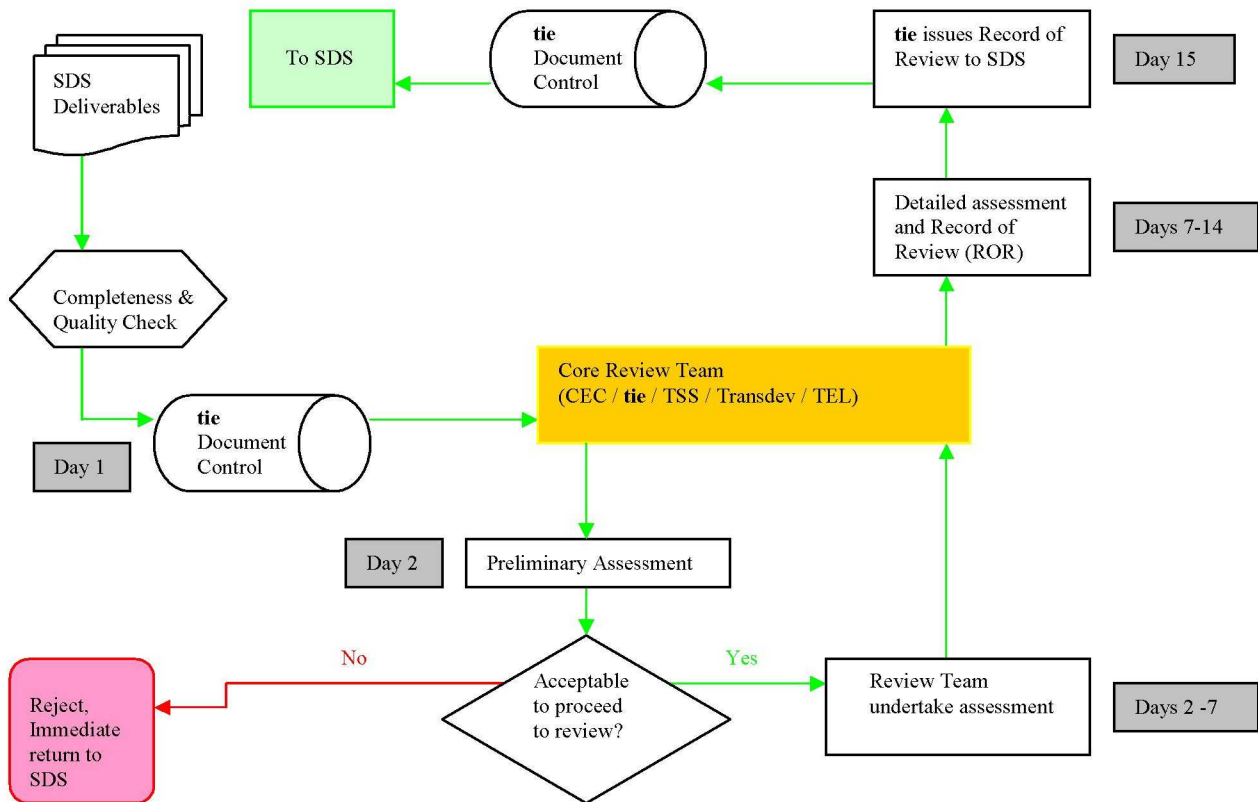 SDS
Deliverables
To SDS
tie
Document
Control
tie issues Record of
Review to SDS
Day 15
Detailed assessment
and Record of
Review (ROR)
Days 7-14
Completeness &
Quality Check
Core Review Team
(CEC / tie / TSS / Transdev / TEL)
tie
Document
Control
Day 1
Day 2
Preliminary Assessment
No
Yes
Acceptable
to proceed
to review?
Review Team
undertake assessment
Days 2 -7
Reject,
Immediate
return to
SDS